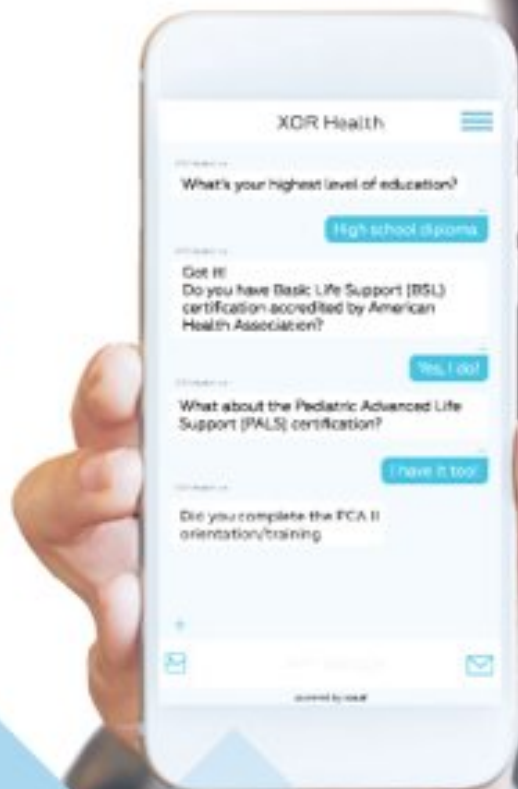 XOR Health
What's your highest level of education?
High school diploma
Got it!
Do you have Basic Life Support (BSL)
certification accredited by American
Health Association?
Yes, I do!
What about the Pediatric Advanced Life
Support (PALS) certification?
I have it too!
Did you complete the PCA II
orientation/training
powered by